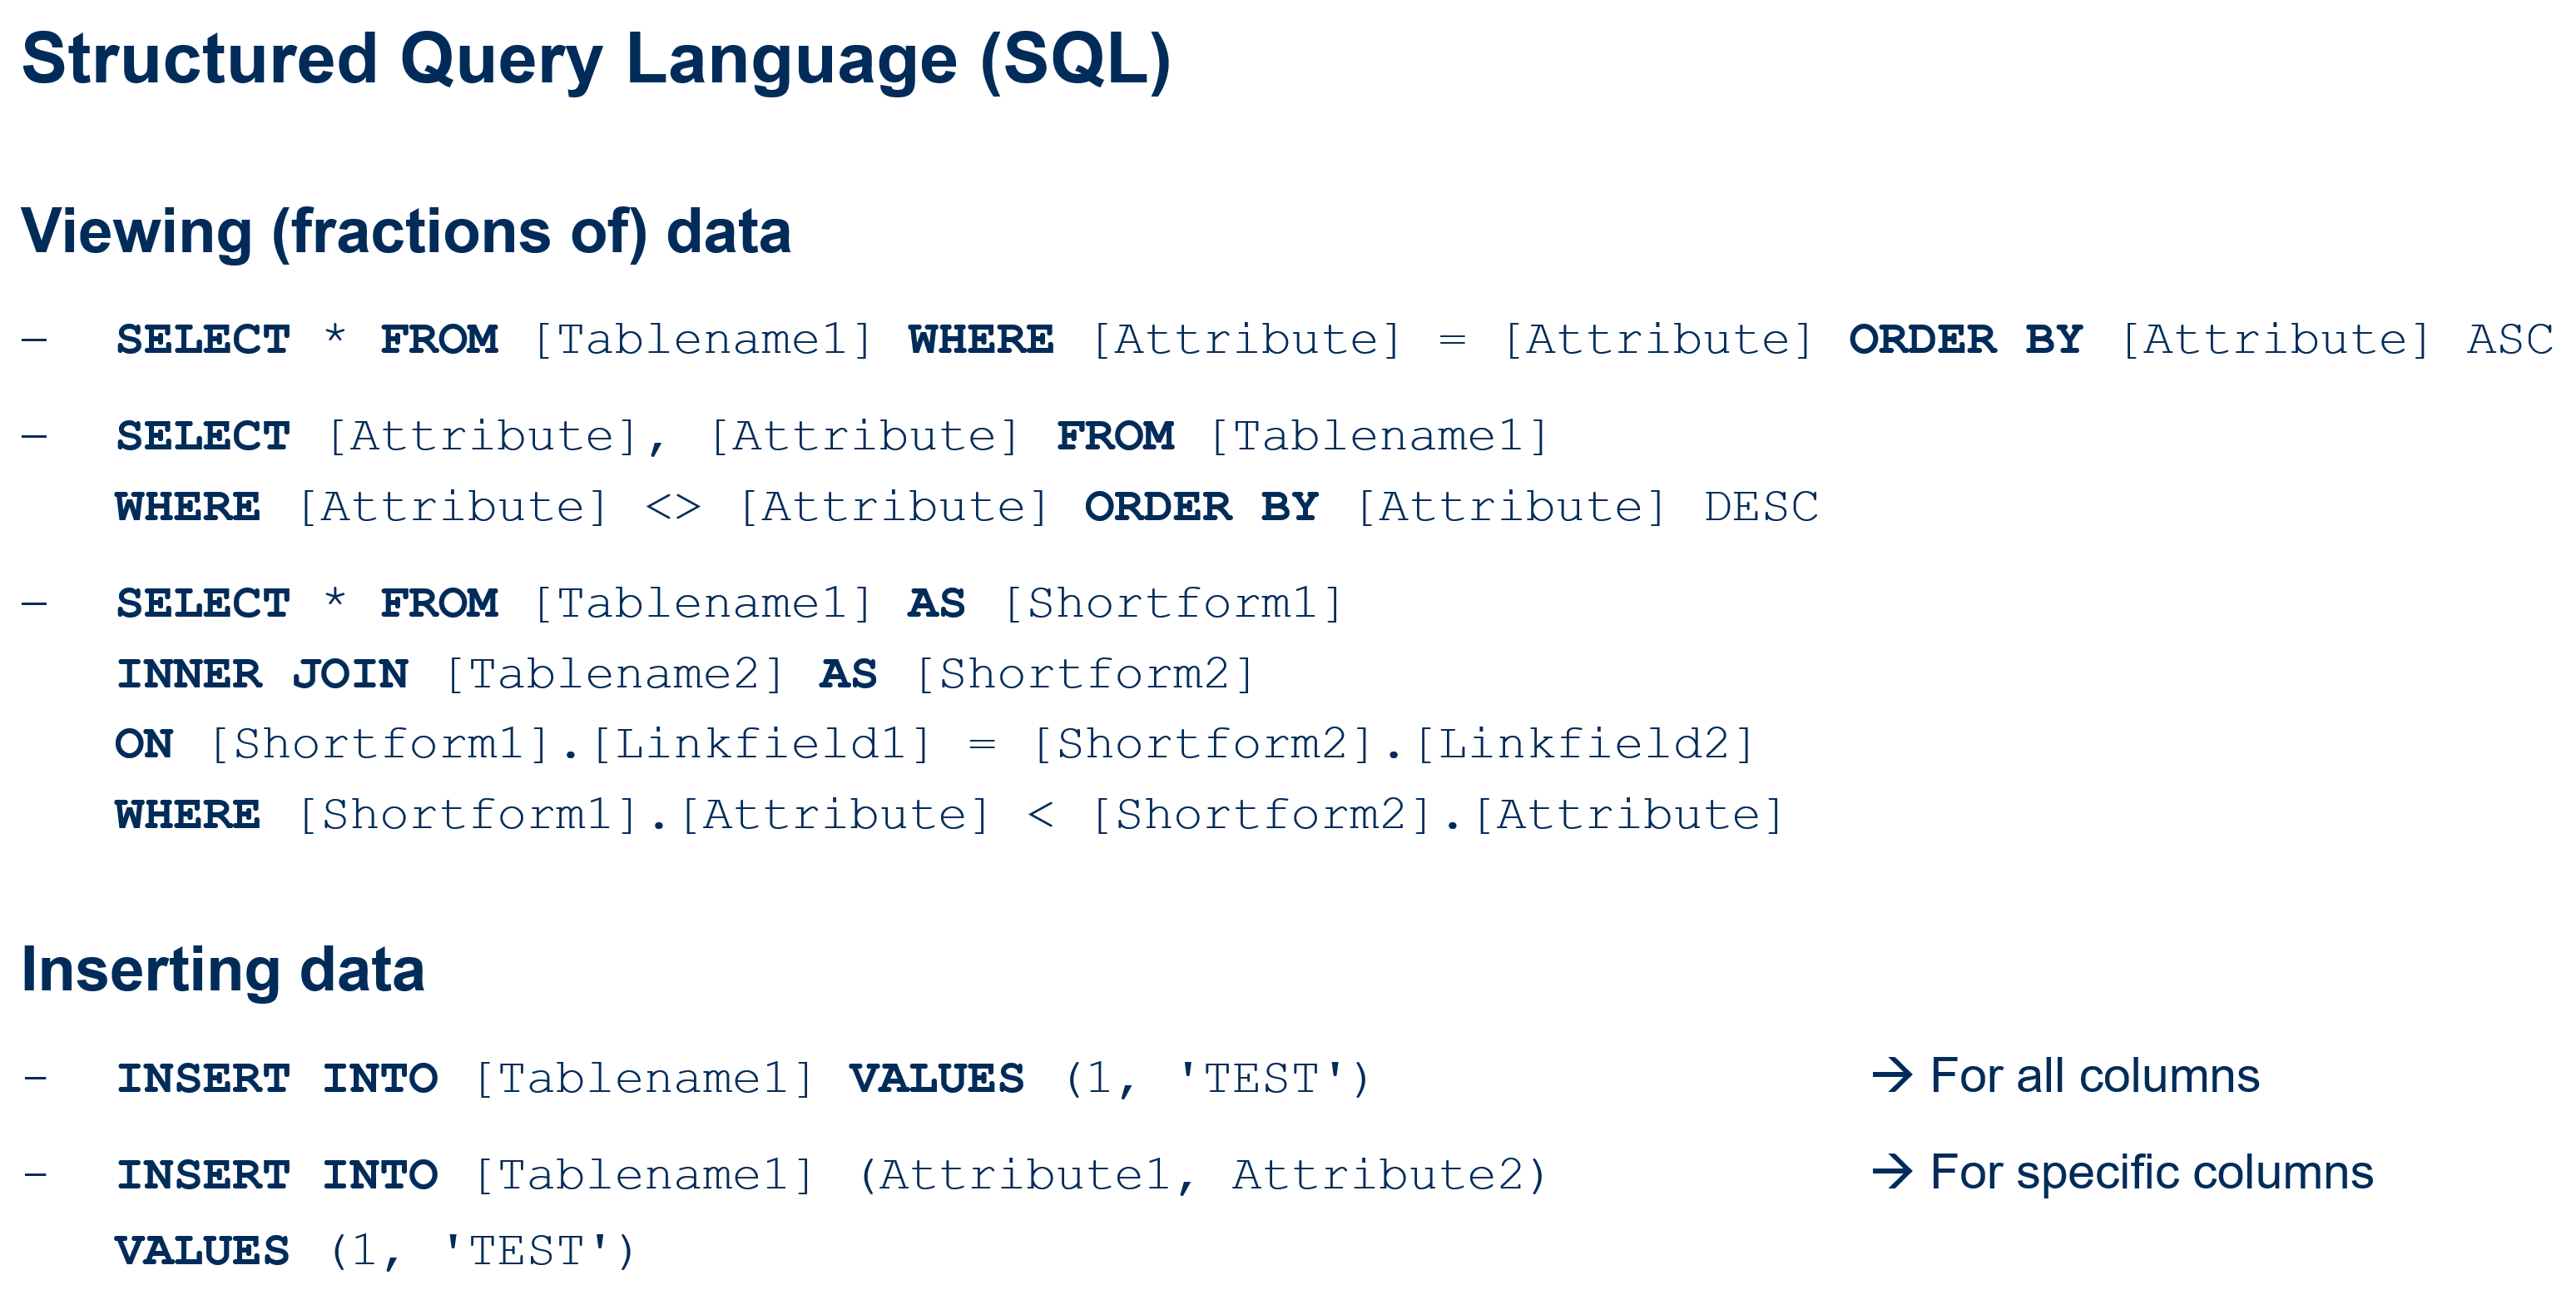 Structured Query Language (SQL)
Viewing (fractions of) data
– SELECT * FROM [Tablename1] WHERE [Attribute] = [Attribute] ORDER BY [Attribute] ASC
– SELECT [Attribute], [Attribute] FROM [Tablename1]
WHERE [Attribute] <> [Attribute] ORDER BY [Attribute] DESC
– SELECT * FROM [Tablename1] AS [Shortform1]
INNER JOIN [Tablename2] AS [Shortform2]
ON [Shortform1].[Linkfield1] = [Shortform2].[Linkfield2]
WHERE [Shortform1].[Attribute] < [Shortform2].[Attribute]
Inserting data
- INSERT INTO [Tablename1] VALUES (1, 'TEST') → For all columns
- INSERT INTO [Tablename1] (Attribute1, Attribute2) → For specific columns
VALUES (1, 'TEST')